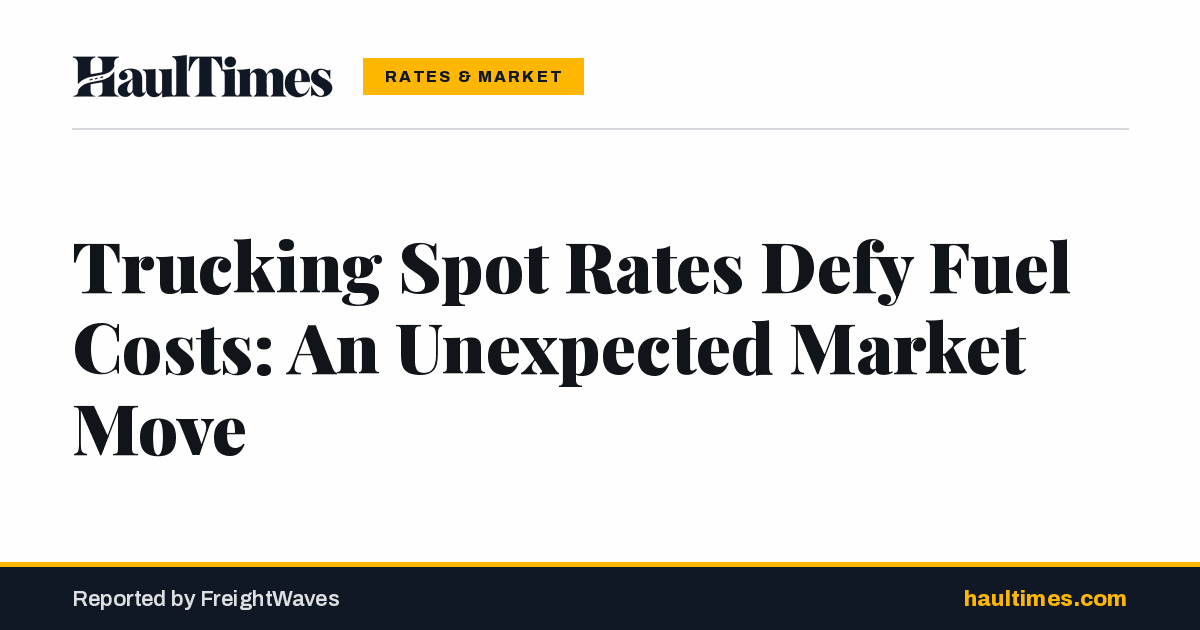 HaulTimes
RATES & MARKET
Trucking Spot Rates Defy Fuel
Costs: An Unexpected Market
Move
Reported by FreightWaves
haultimes.com